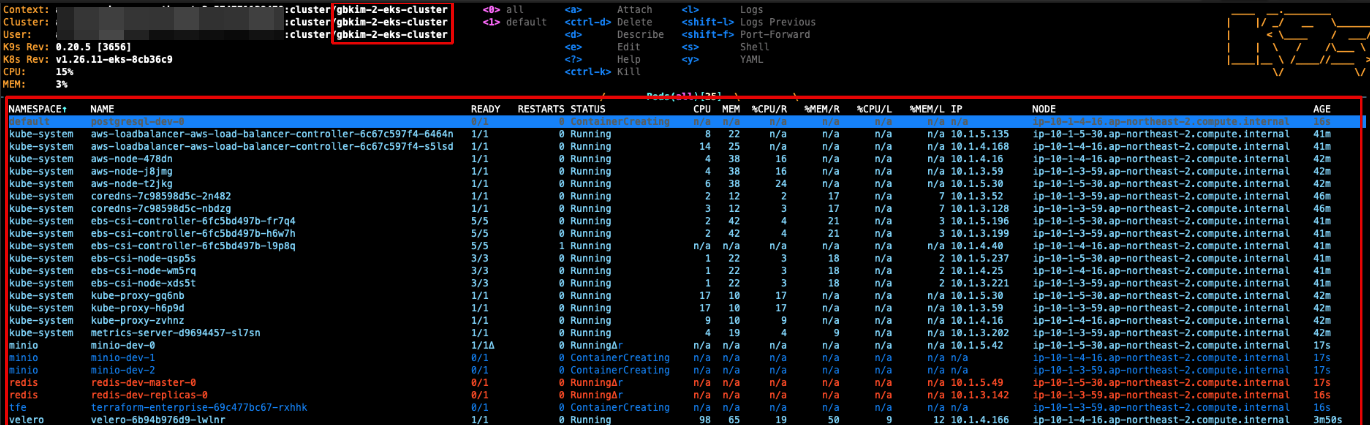 Context: :cluster/gbkim-2-eks-cluster <0> all <a> Attach <l> Logs
Cluster: :cluster/gbkim-2-eks-cluster <1> default <ctrl-d> Delete <shift-l> Logs Previous
User: :cluster/gbkim-2-eks-cluster <d> Describe <shift-f> Port-Forward
K9s Rev: 0.20.5 [3656] <e> Edit <s> Shell
K8s Rev: v1.26.11-eks-8cb36c9 <?> Help <y> YAML
CPU: 15% <ctrl-k> Kill
MEM: 3%
Pods(all)[25]
NAMESPACE↑ NAME READY RESTARTS STATUS CPU MEM %CPU/R %MEM/R %CPU/L %MEM/L IP NODE AGE
default postgresql-dev-0 0/1 0 ContainerCreating n/a n/a n/a n/a n/a n/a n/a ip-10-1-4-16.ap-northeast-2.compute.internal 16s
kube-system aws-loadbalancer-aws-load-balancer-controller-6c67c597f4-6464n 1/1 0 Running 8 22 n/a n/a n/a n/a 10.1.5.135 ip-10-1-5-30.ap-northeast-2.compute.internal 41m
kube-system aws-loadbalancer-aws-load-balancer-controller-6c67c597f4-s5lsd 1/1 0 Running 14 25 n/a n/a n/a n/a 10.1.4.168 ip-10-1-4-16.ap-northeast-2.compute.internal 41m
kube-system aws-node-478dn 1/1 0 Running 4 38 16 n/a n/a n/a 10.1.4.16 ip-10-1-4-16.ap-northeast-2.compute.internal 42m
kube-system aws-node-j8jmg 1/1 0 Running 4 38 16 n/a n/a n/a 10.1.3.59 ip-10-1-3-59.ap-northeast-2.compute.internal 42m
kube-system aws-node-t2jkg 1/1 0 Running 6 38 24 n/a n/a n/a 10.1.5.30 ip-10-1-5-30.ap-northeast-2.compute.internal 42m
kube-system coredns-7c98598d5c-2n482 1/1 0 Running 2 12 2 17 n/a 7 10.1.3.52 ip-10-1-3-59.ap-northeast-2.compute.internal 46m
kube-system coredns-7c98598d5c-nbdzg 1/1 0 Running 3 12 3 17 n/a 7 10.1.3.128 ip-10-1-3-59.ap-northeast-2.compute.internal 46m
kube-system ebs-csi-controller-6fc5bd497b-fr7q4 5/5 0 Running 2 42 4 21 n/a 3 10.1.5.196 ip-10-1-5-30.ap-northeast-2.compute.internal 41m
kube-system ebs-csi-controller-6fc5bd497b-h6w7h 5/5 0 Running 2 42 4 21 n/a 3 10.1.3.199 ip-10-1-3-59.ap-northeast-2.compute.internal 41m
kube-system ebs-csi-controller-6fc5bd497b-l9p8q 5/5 1 Running n/a n/a n/a n/a n/a n/a 10.1.4.40 ip-10-1-4-16.ap-northeast-2.compute.internal 41m
kube-system ebs-csi-node-qsp5s 3/3 0 Running 1 22 3 18 n/a 2 10.1.5.237 ip-10-1-5-30.ap-northeast-2.compute.internal 41m
kube-system ebs-csi-node-wm5rq 3/3 0 Running 1 22 3 18 n/a 2 10.1.4.25 ip-10-1-4-16.ap-northeast-2.compute.internal 41m
kube-system ebs-csi-node-xds5t 3/3 0 Running 1 22 3 18 n/a 2 10.1.3.221 ip-10-1-3-59.ap-northeast-2.compute.internal 41m
kube-system kube-proxy-gq6nb 1/1 0 Running 17 10 17 n/a n/a n/a 10.1.5.30 ip-10-1-5-30.ap-northeast-2.compute.internal 42m
kube-system kube-proxy-h6p9d 1/1 0 Running 17 10 17 n/a n/a n/a 10.1.3.59 ip-10-1-3-59.ap-northeast-2.compute.internal 42m
kube-system kube-proxy-zvhnz 1/1 0 Running 9 10 9 n/a n/a n/a 10.1.4.16 ip-10-1-4-16.ap-northeast-2.compute.internal 42m
kube-system metrics-server-d9694457-sl7sn 1/1 0 Running 4 19 4 9 n/a n/a 10.1.3.202 ip-10-1-3-59.ap-northeast-2.compute.internal 41m
minio minio-dev-0 1/1Δ 0 RunningΔr n/a n/a n/a n/a n/a n/a 10.1.5.42 ip-10-1-5-30.ap-northeast-2.compute.internal 17s
minio minio-dev-1 0/1 0 ContainerCreating n/a n/a n/a n/a n/a n/a n/a ip-10-1-4-16.ap-northeast-2.compute.internal 17s
minio minio-dev-2 0/1 0 ContainerCreating n/a n/a n/a n/a n/a n/a n/a ip-10-1-3-59.ap-northeast-2.compute.internal 17s
redis redis-dev-master-0 0/1 0 RunningΔr n/a n/a n/a n/a n/a n/a 10.1.5.49 ip-10-1-5-30.ap-northeast-2.compute.internal 17s
redis redis-dev-replicas-0 0/1 0 RunningΔr n/a n/a n/a n/a n/a n/a 10.1.3.142 ip-10-1-3-59.ap-northeast-2.compute.internal 16s
tfe terraform-enterprise-69c477bc67-rxhhk 0/1 0 ContainerCreating n/a n/a n/a n/a n/a n/a n/a ip-10-1-3-59.ap-northeast-2.compute.internal 16s
velero velero-6b94b976d9-lwlnr 1/1 0 Running 98 65 19 50 9 12 10.1.4.166 ip-10-1-4-16.ap-northeast-2.compute.internal 3m50s